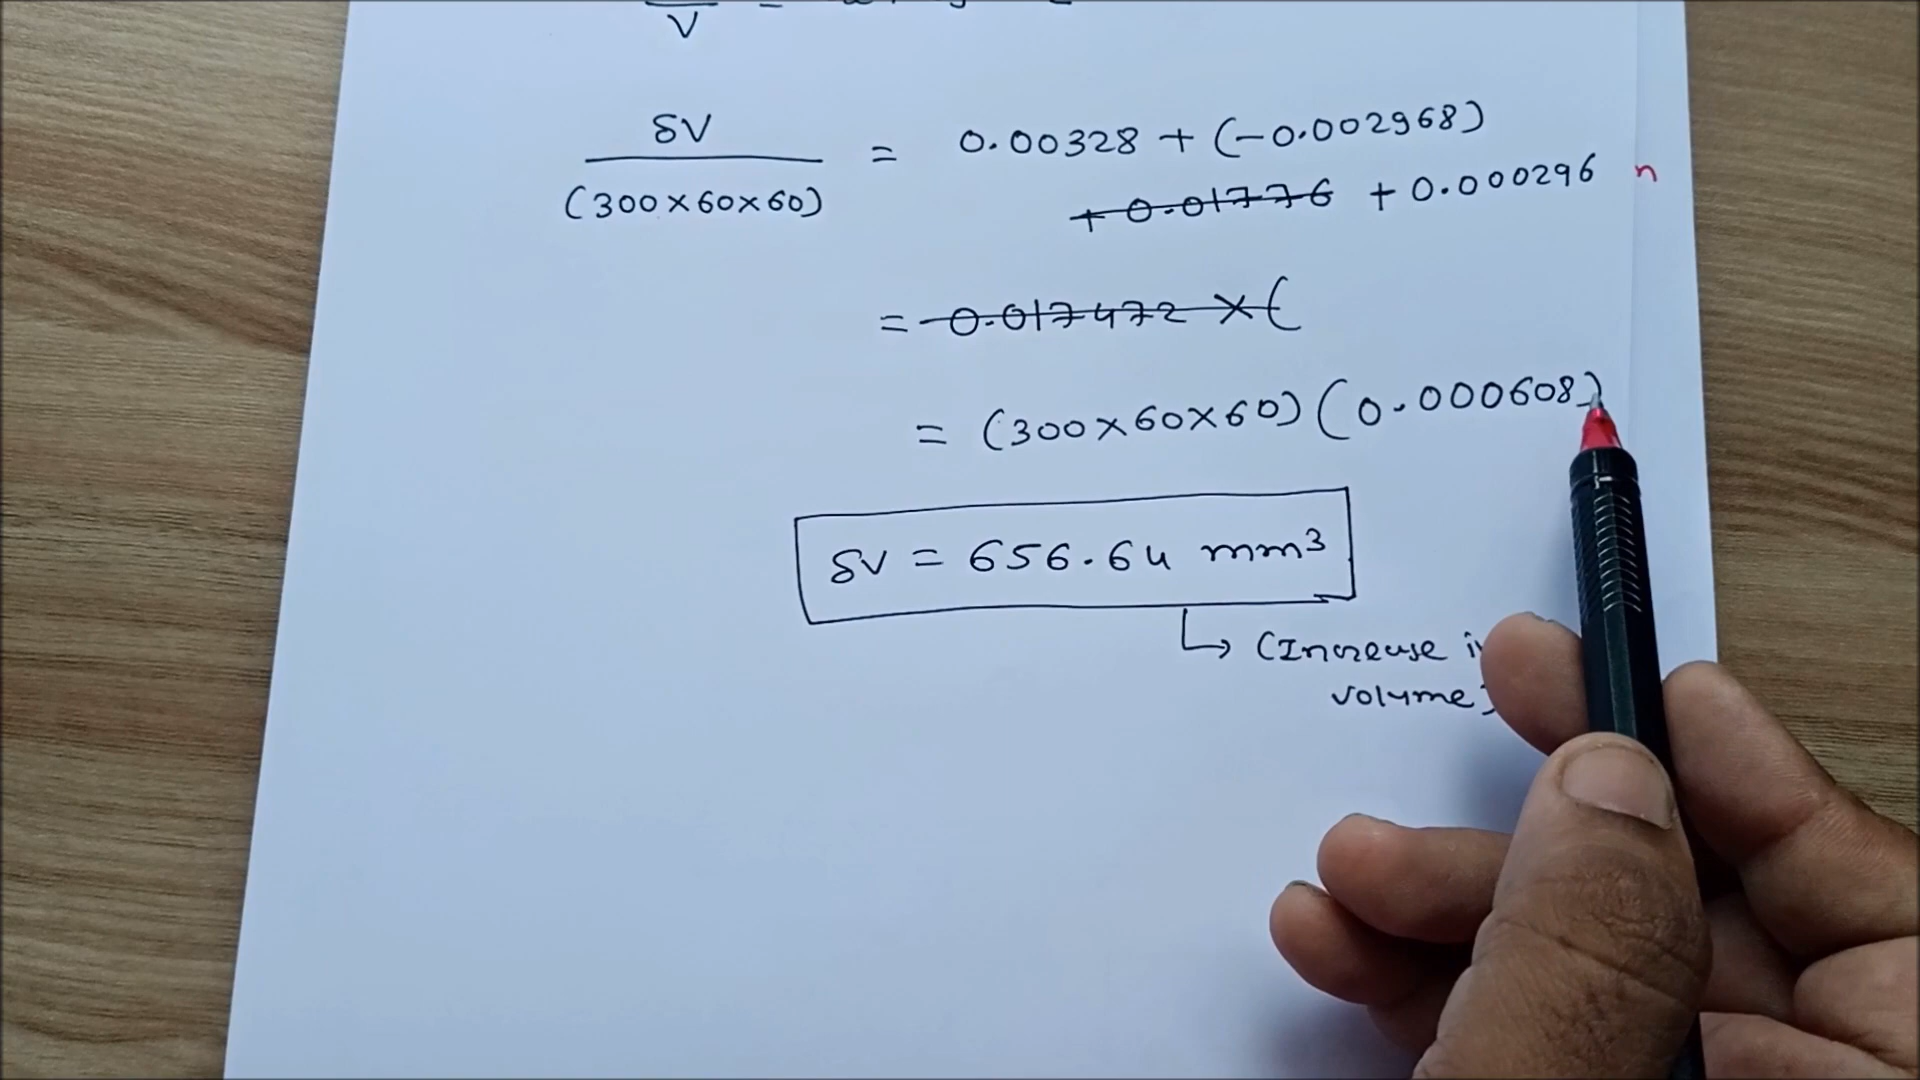 V =
δV = 0.00328 + (-0.002968)
(300×60×60) + 0.01776 + 0.000296 n
= 0.017472 × (
= (300×60×60) (0.000608)
δV = 656.64 mm³
↳ (Increase
volume)